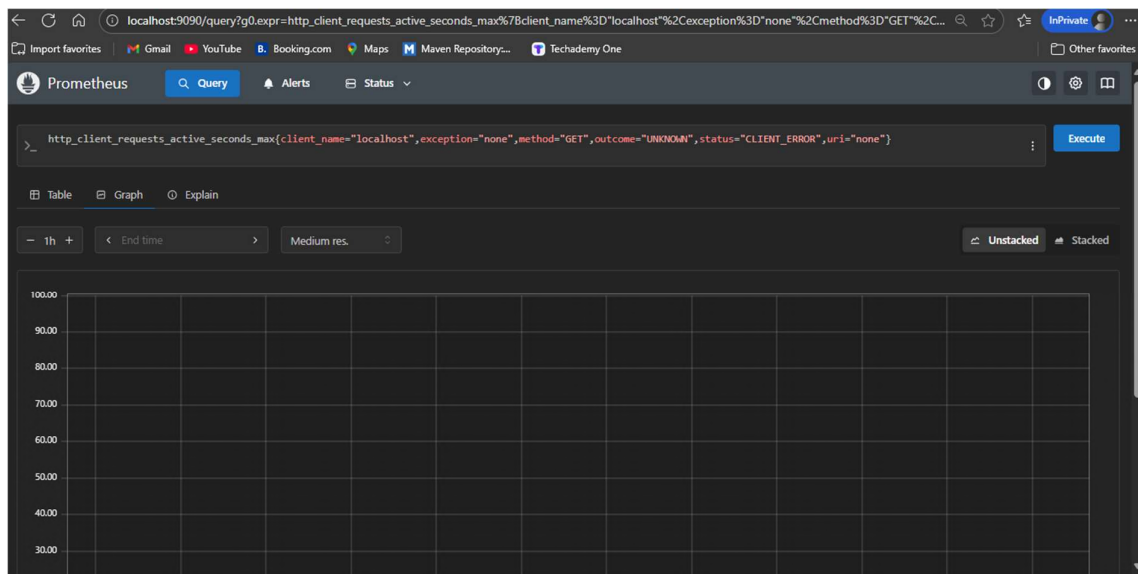 localhost:9090/query?g0.expr=http_client_requests_active_seconds_max%7Bclient_name%3D"localhost"%2Cexception%3D"none"%2Cmethod%3D"GET"%2C... InPrivate
Import favorites Gmail YouTube B. Booking.com Maps M Maven Repository:... T Techademy One Other favorites
Prometheus Query Alerts Status
>_ http_client_requests_active_seconds_max{client_name="localhost",exception="none",method="GET",outcome="UNKNOWN",status="CLIENT_ERROR",uri="none"} Execute
Table Graph Explain
− 1h + < End time > Medium res. Unstacked Stacked
100.00
90.00
80.00
70.00
60.00
50.00
40.00
30.00